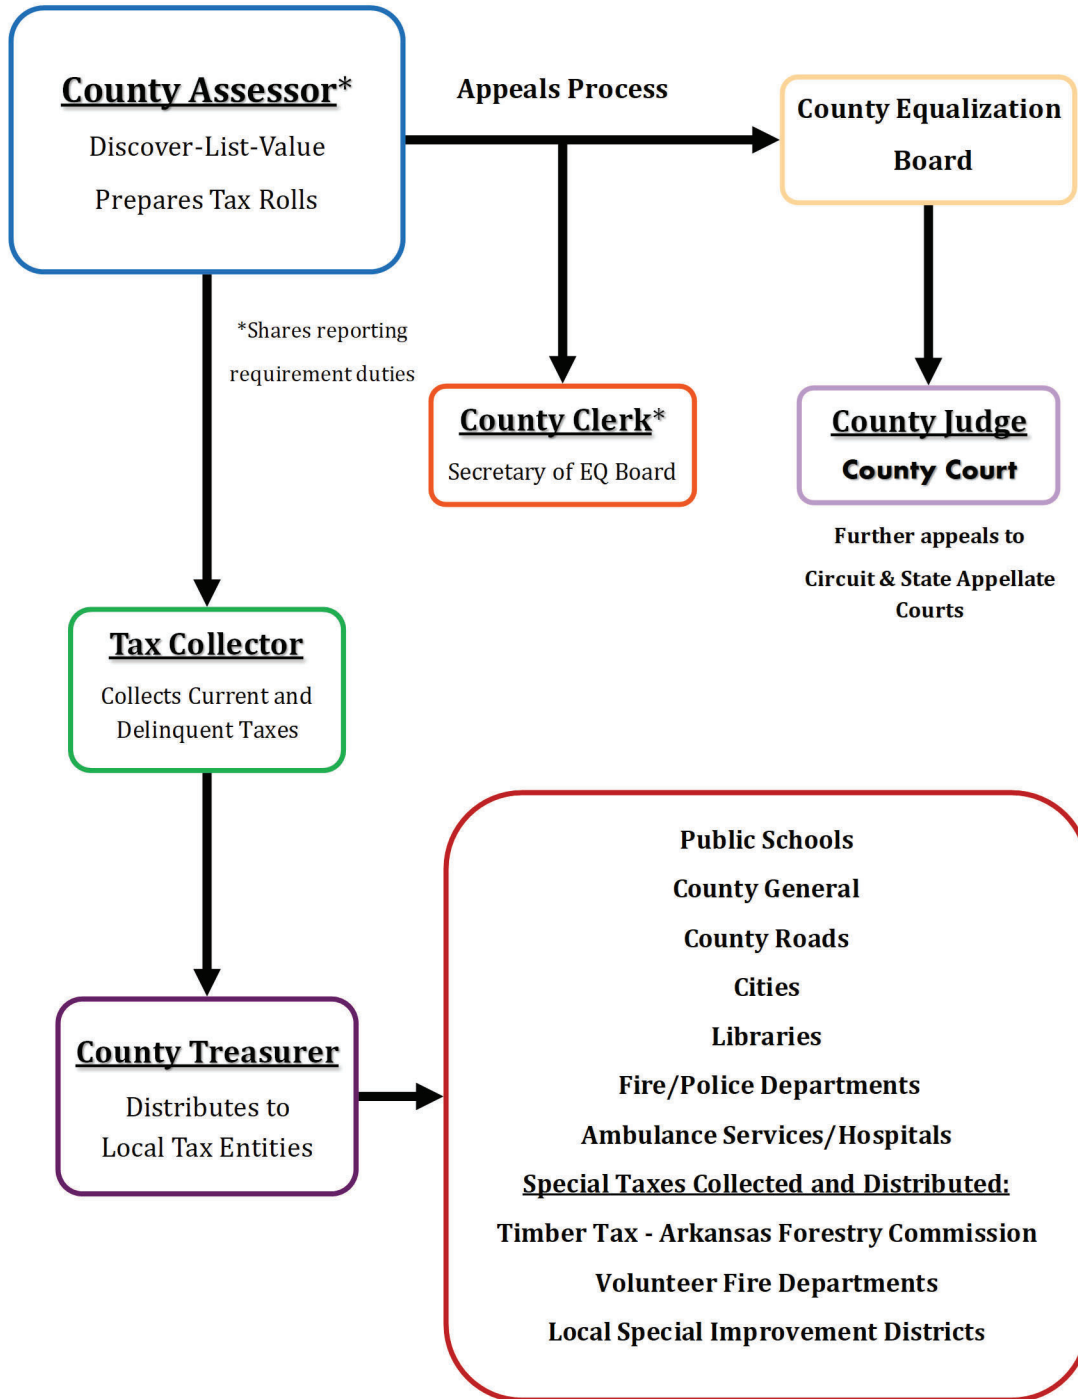 County Assessor*
Discover-List-Value
Prepares Tax Rolls
Appeals Process
County Equalization
Board
*Shares reporting
requirement duties
County Clerk*
Secretary of EQ Board
County Judge
County Court
Further appeals to
Circuit & State Appellate
Courts
Tax Collector
Collects Current and
Delinquent Taxes
County Treasurer
Distributes to
Local Tax Entities
Public Schools
County General
County Roads
Cities
Libraries
Fire/Police Departments
Ambulance Services/Hospitals
Special Taxes Collected and Distributed:
Timber Tax - Arkansas Forestry Commission
Volunteer Fire Departments
Local Special Improvement Districts